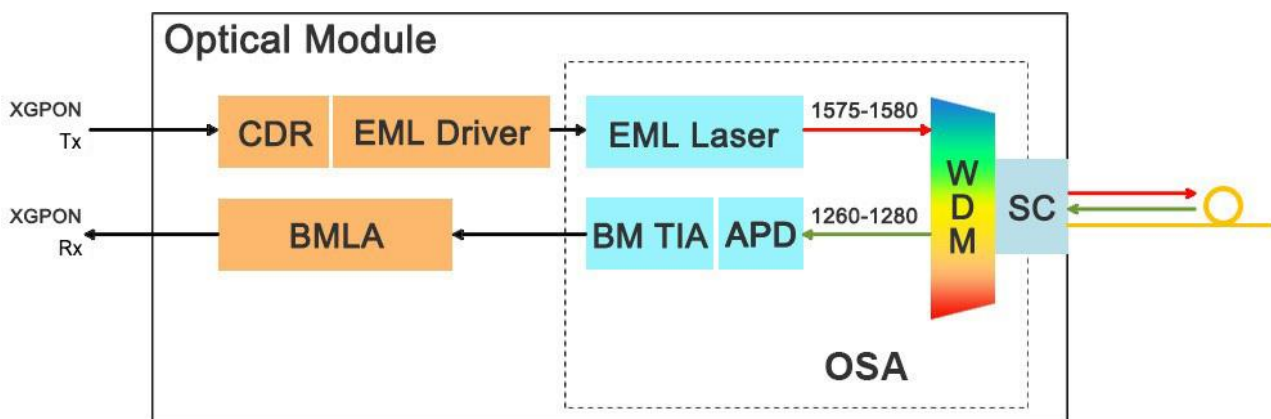 Optical Module
XGPON
Tx
CDR
EML Driver
EML Laser
1575-1580
W
D
M
SC
XGPON
Rx
BMLA
BM TIA
APD
1260-1280
OSA